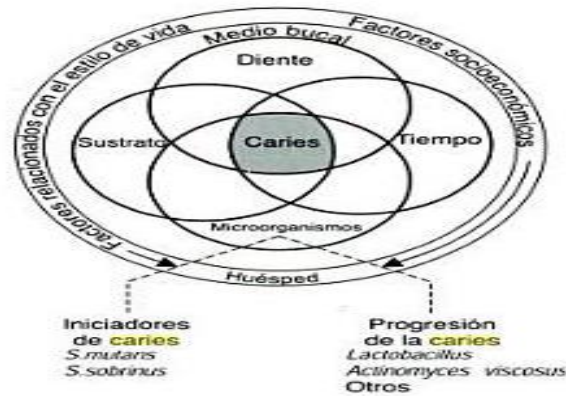 Factores relacionados con el estilo de vida
Factores socioeconómicos
Medio bucal
Diente
Sustrato
Caries
Tiempo
Microorganismos
Huésped
Iniciadores
de caries
S.mutans
S.sobrinus
Progresión
de la caries
Lactobacillus
Actinomyces viscosus
Otros